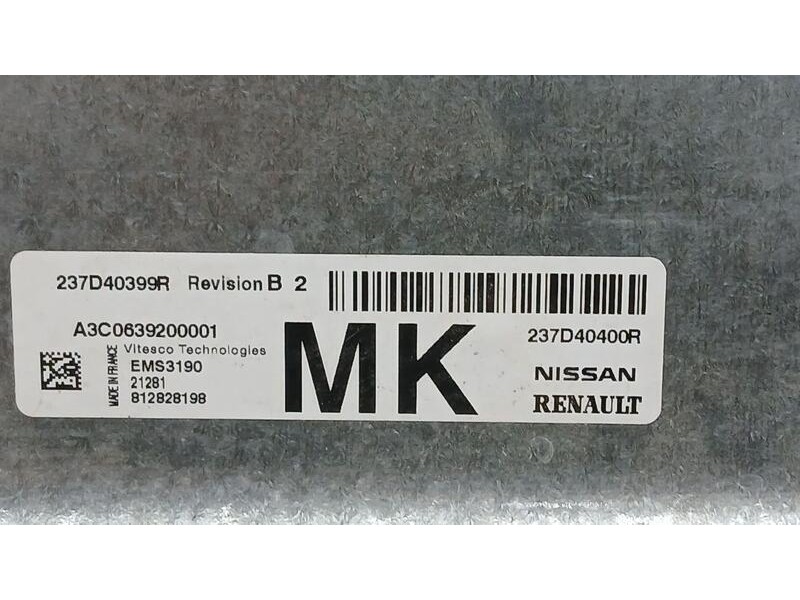 237D40399R Revision B 2
A3C0639200001
MADE IN FRANCE
Vitesco Technologies
EMS3190
21281
812828198
MK
237D40400R
NISSAN
RENAULT